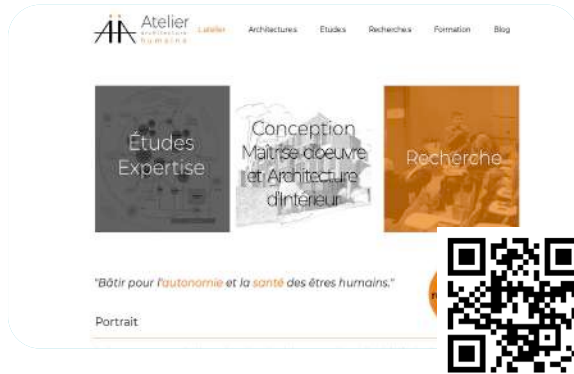 Atelier
architecture
humaine
L'atelier Architectures Etudes Recherches Formation Blog
Études
Expertise
Conception
Maîtrise d'oeuvre
et Architecture
d'Intérieur
Recherche
"Bâtir pour l'autonomie et la santé des êtres humains."
Portrait